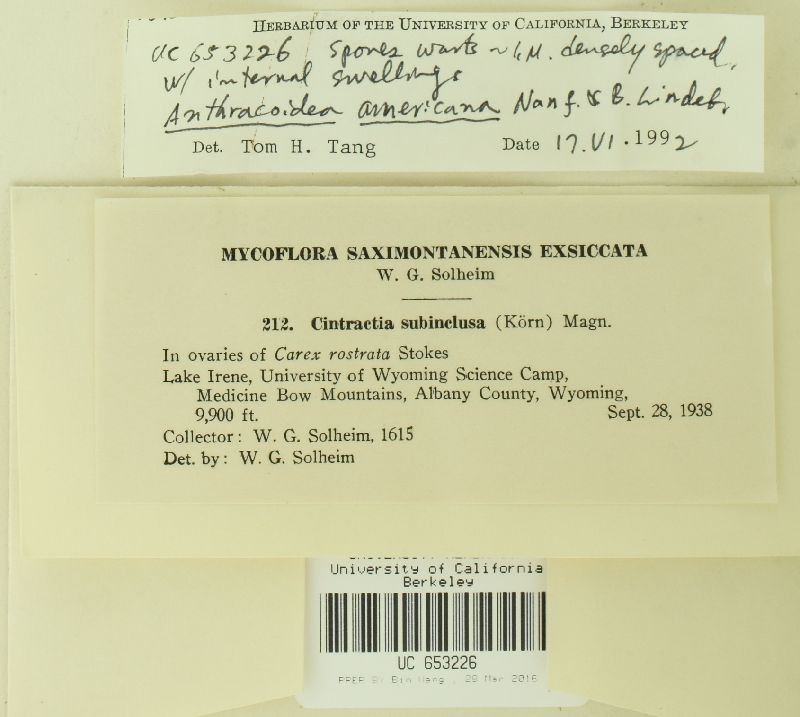 HERBARIUM OF THE UNIVERSITY OF CALIFORNIA, BERKELEY
UC 653226 Spores warts ~ 1µ. densely spaced,
w/ internal swellings
Anthracoidea americana Nanf. & B. Lindeb.
Det. Tom H. Tang Date 17.VI.1992
MYCOFLORA SAXIMONTANENSIS EXSICCATA
W. G. Solheim
212. Cintractia subinclusa (Körn) Magn.
In ovaries of Carex rostrata Stokes
Lake Irene, University of Wyoming Science Camp,
Medicine Bow Mountains, Albany County, Wyoming,
9,900 ft. Sept. 28, 1938
Collector: W. G. Solheim, 1615
Det. by: W. G. Solheim
University of California
Berkeley
UC 653226
2016